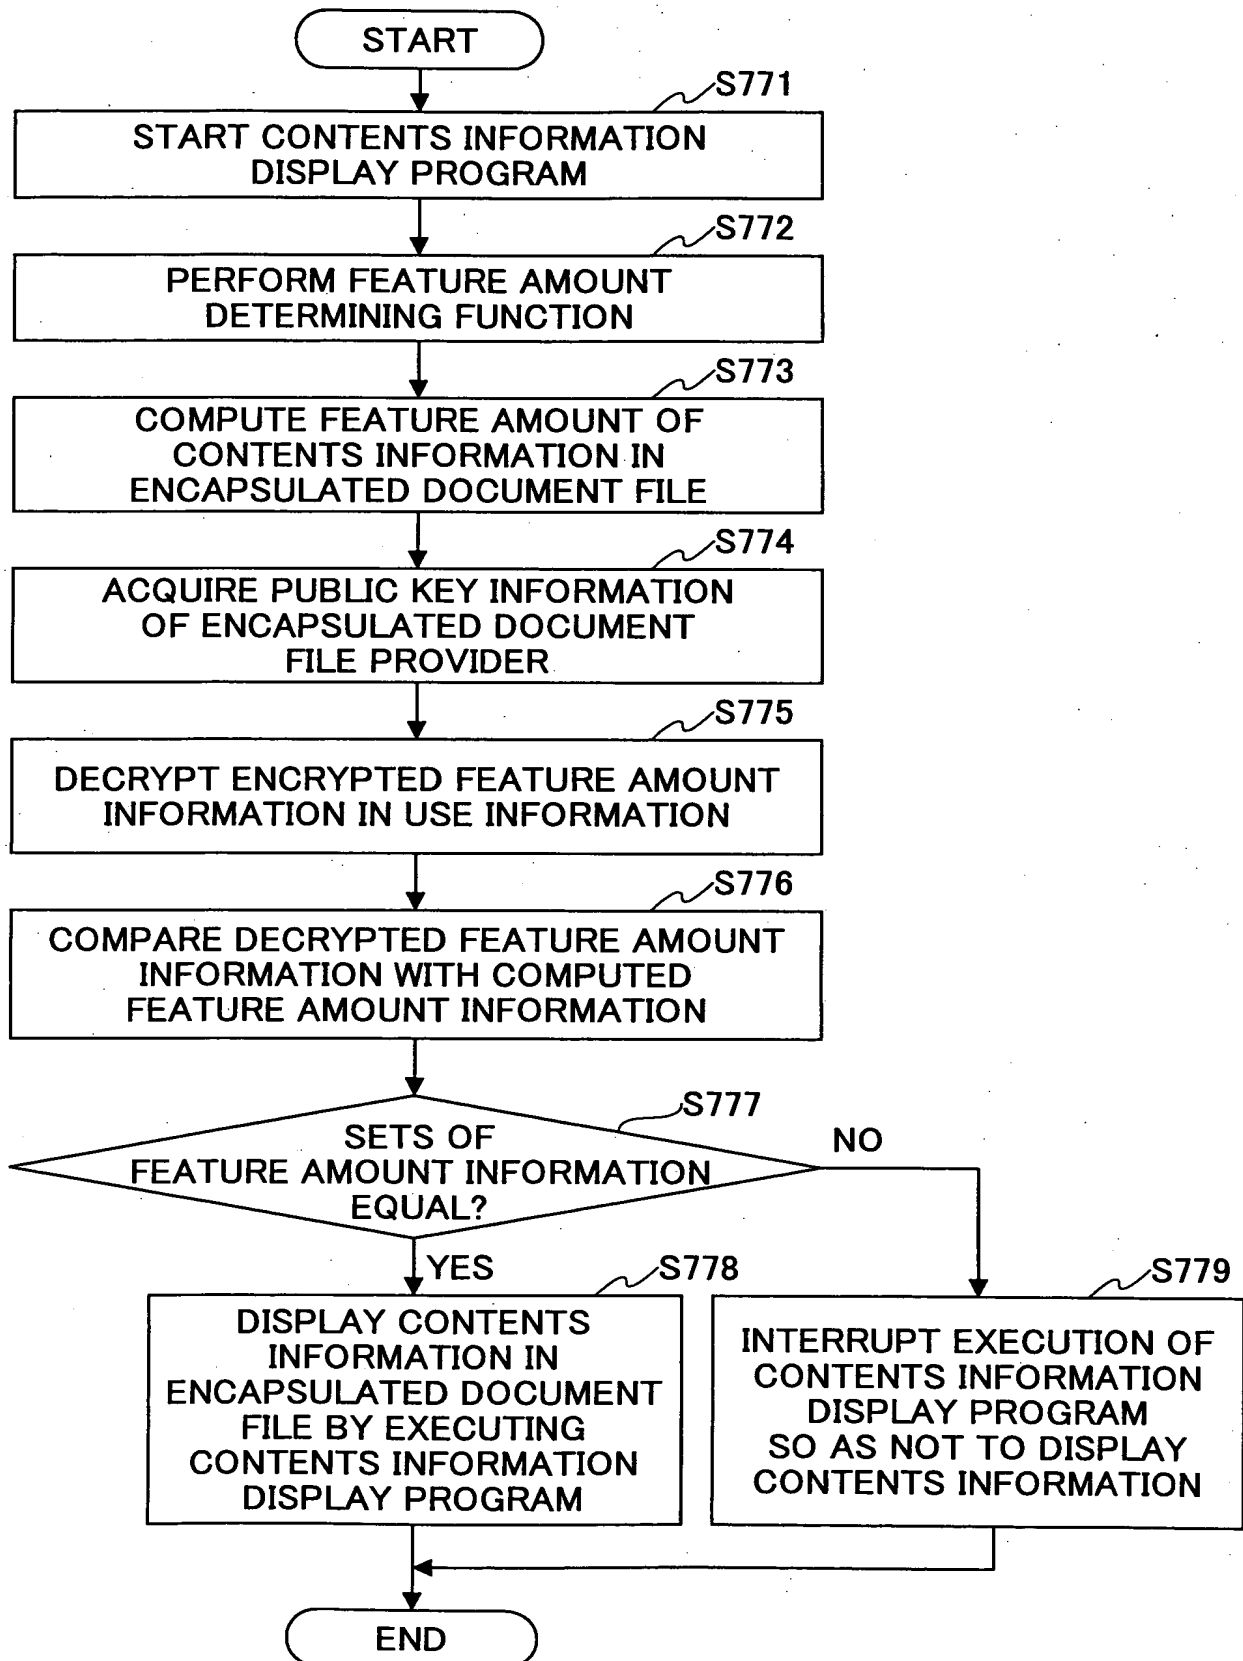 START
S771
START CONTENTS INFORMATION
DISPLAY PROGRAM
S772
PERFORM FEATURE AMOUNT
DETERMINING FUNCTION
S773
COMPUTE FEATURE AMOUNT OF
CONTENTS INFORMATION IN
ENCAPSULATED DOCUMENT FILE
S774
ACQUIRE PUBLIC KEY INFORMATION
OF ENCAPSULATED DOCUMENT
FILE PROVIDER
S775
DECRYPT ENCRYPTED FEATURE AMOUNT
INFORMATION IN USE INFORMATION
S776
COMPARE DECRYPTED FEATURE AMOUNT
INFORMATION WITH COMPUTED
FEATURE AMOUNT INFORMATION
S777
SETS OF
FEATURE AMOUNT INFORMATION
EQUAL?
NO
YES
S778
DISPLAY CONTENTS
INFORMATION IN
ENCAPSULATED DOCUMENT
FILE BY EXECUTING
CONTENTS INFORMATION
DISPLAY PROGRAM
S779
INTERRUPT EXECUTION OF
CONTENTS INFORMATION
DISPLAY PROGRAM
SO AS NOT TO DISPLAY
CONTENTS INFORMATION
END